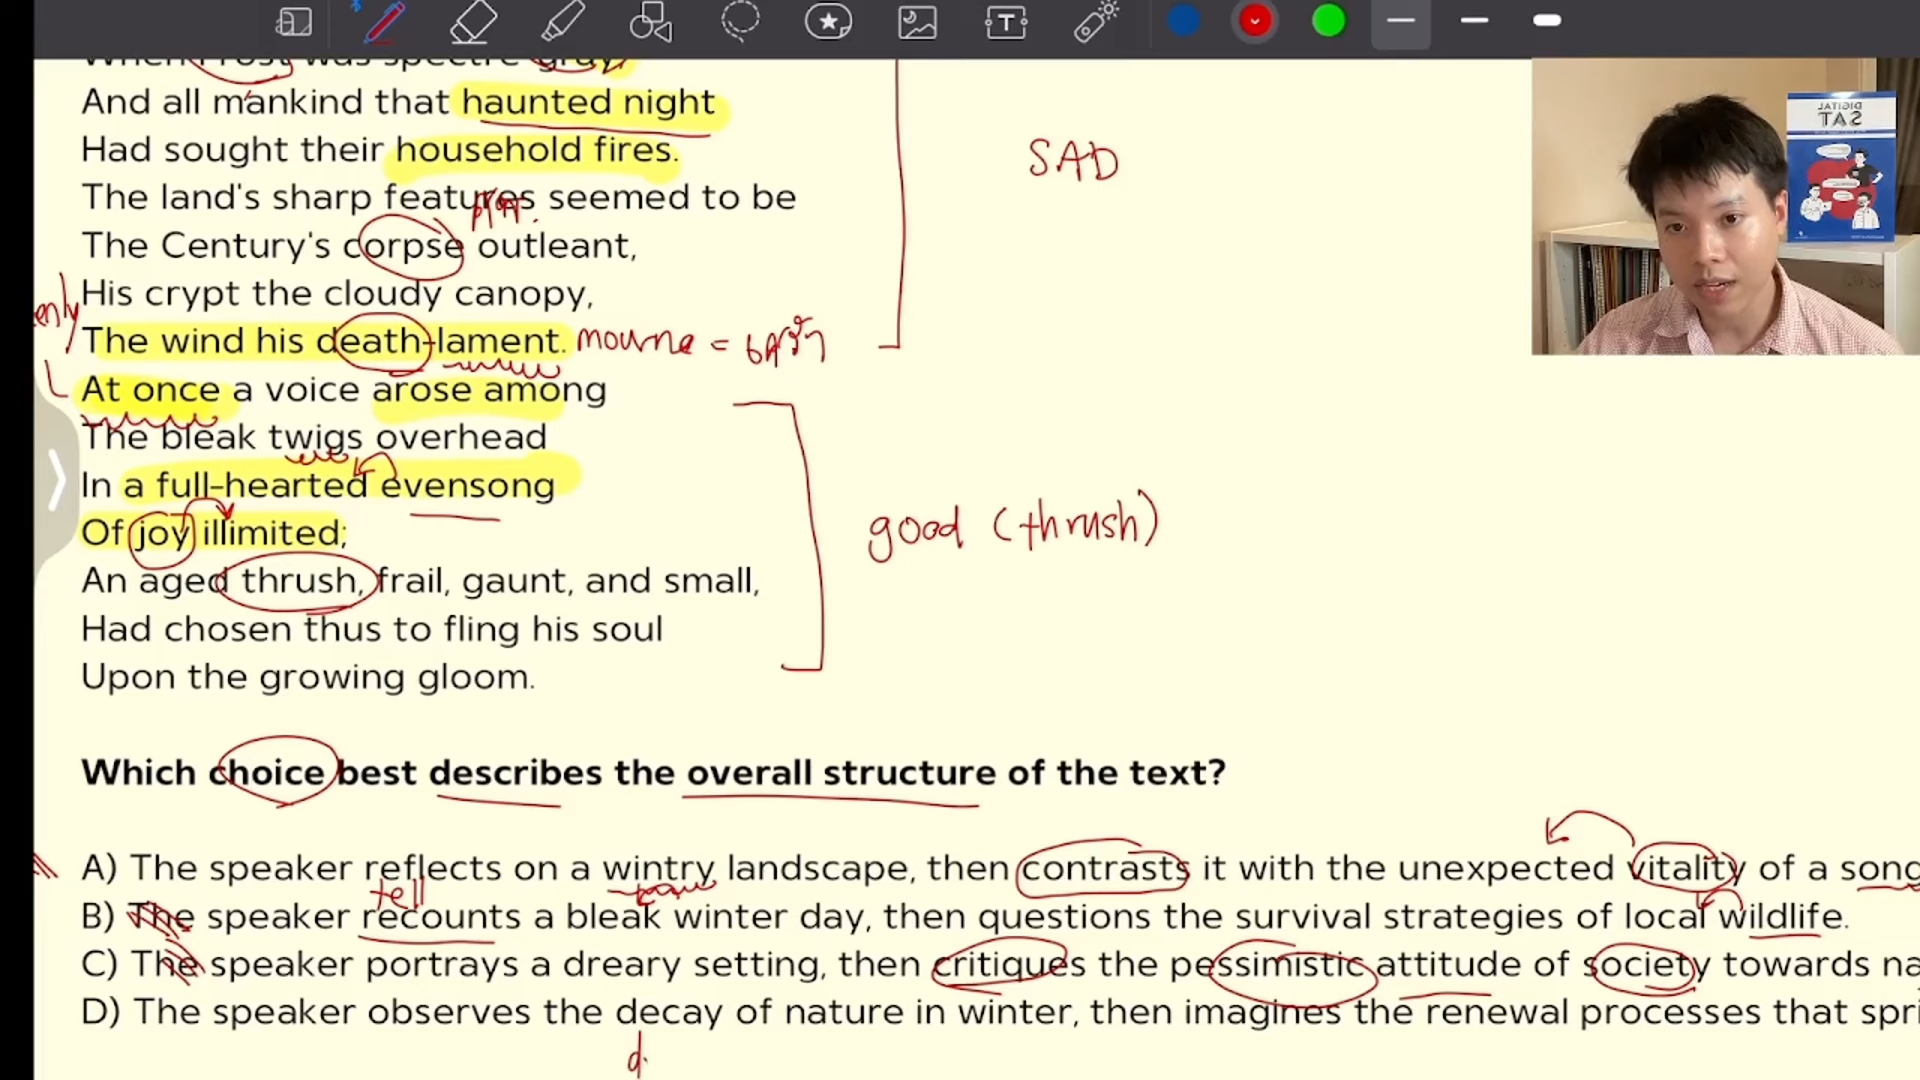 When Frost was spectre gray,
And all mankind that haunted night
Had sought their household fires.
The land's sharp features seemed to be
The Century's corpse outleant,
His crypt the cloudy canopy,
The wind his death-lament. mourne =
At once a voice arose among
The bleak twigs overhead
In a full-hearted evensong
Of joy illimited;
An aged thrush, frail, gaunt, and small,
Had chosen thus to fling his soul
Upon the growing gloom.
SAD
good (thrush)
DIGITAL
SAT
Which choice best describes the overall structure of the text?
A) The speaker reflects on a wintry landscape, then contrasts it with the unexpected vitality of a song
tell
B) The speaker recounts a bleak winter day, then questions the survival strategies of local wildlife.
C) The speaker portrays a dreary setting, then critiques the pessimistic attitude of society towards na
D) The speaker observes the decay of nature in winter, then imagines the renewal processes that spri
d